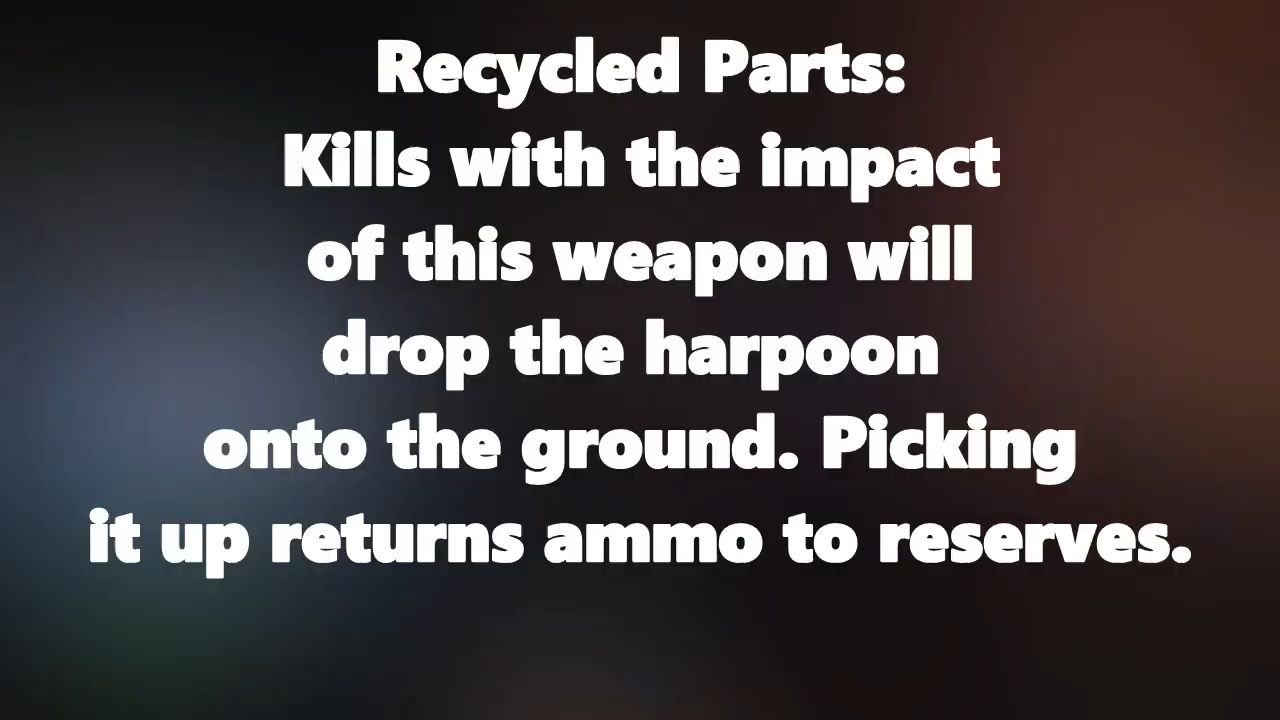 Recycled Parts:
Kills with the impact
of this weapon will
drop the harpoon
onto the ground. Picking
it up returns ammo to reserves.